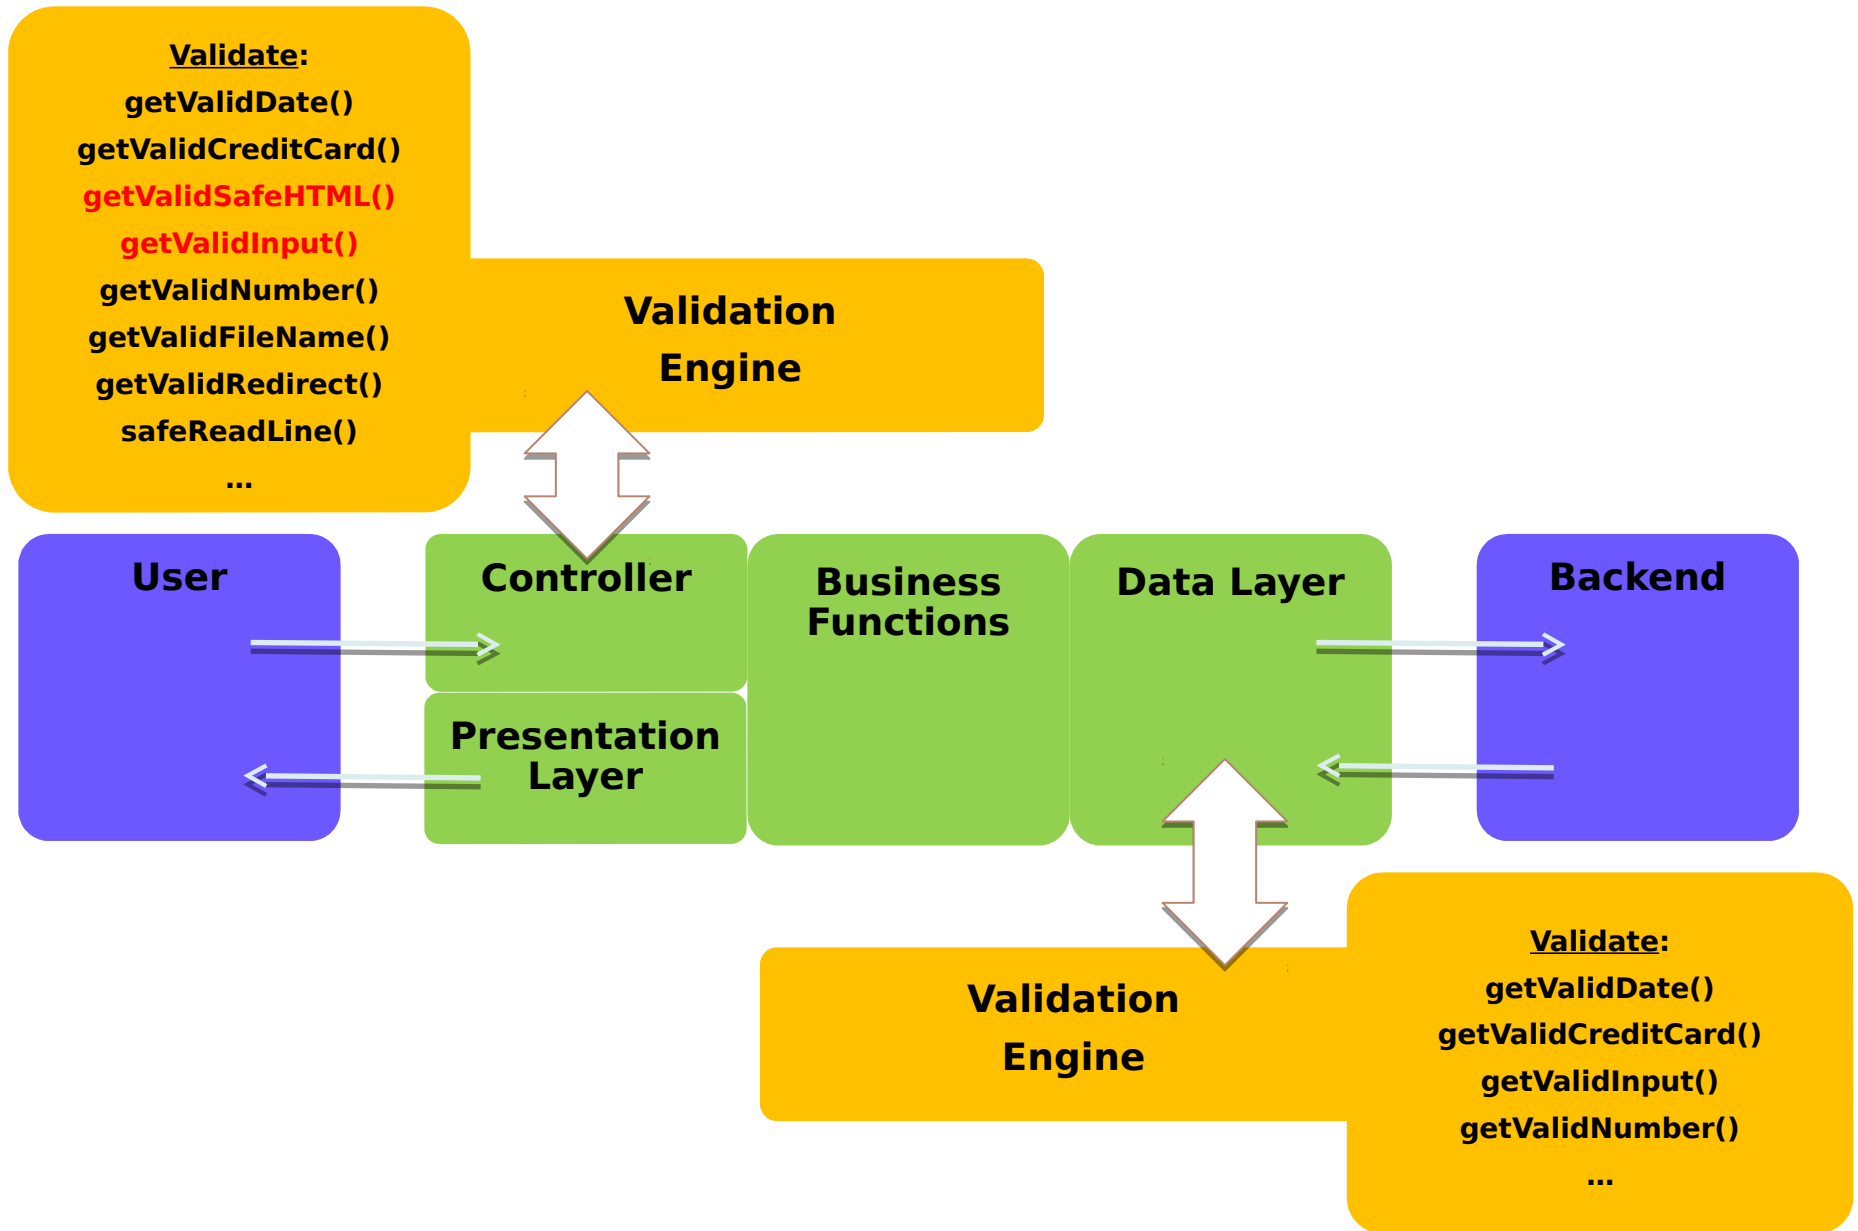 Validate:
getValidDate()
getValidCreditCard()
getValidSafeHTML()
getValidInput()
getValidNumber()
getValidFileName()
getValidRedirect()
safeReadLine()
...
Validation
Engine
User
Controller
Business
Functions
Data Layer
Backend
Presentation
Layer
Validation
Engine
Validate:
getValidDate()
getValidCreditCard()
getValidInput()
getValidNumber()
...